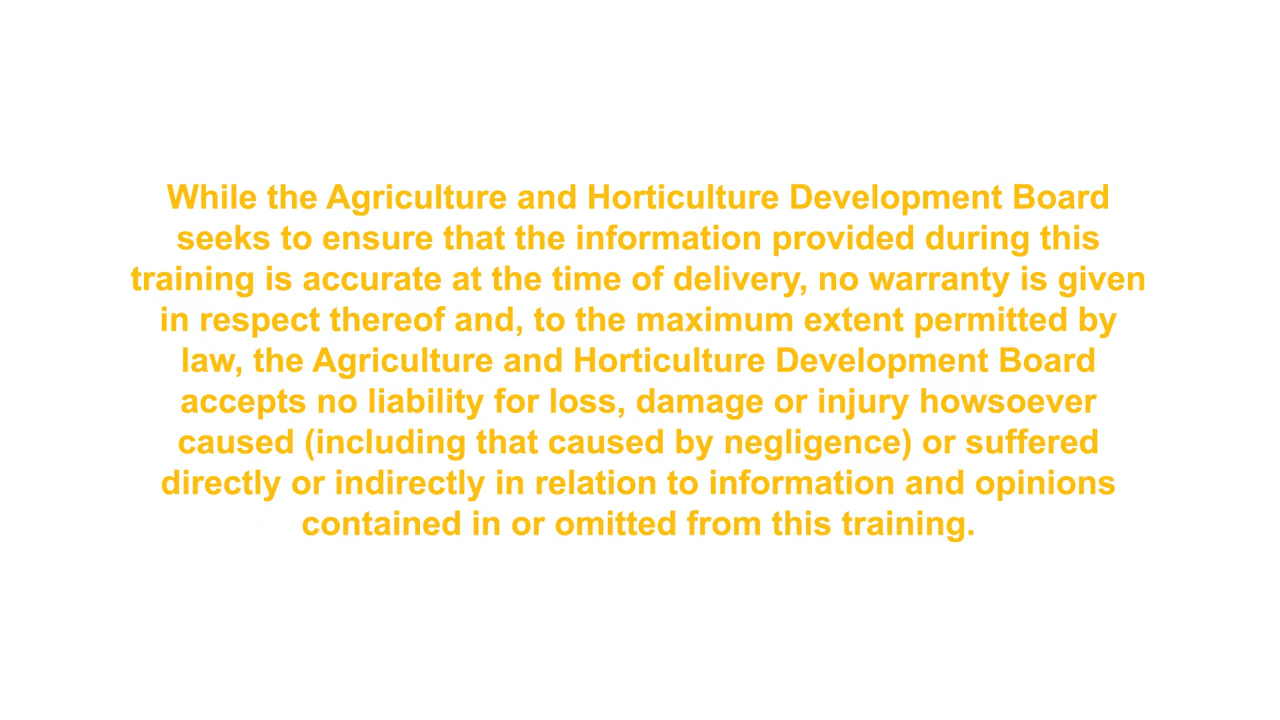 While the Agriculture and Horticulture Development Board
seeks to ensure that the information provided during this
training is accurate at the time of delivery, no warranty is given
in respect thereof and, to the maximum extent permitted by
law, the Agriculture and Horticulture Development Board
accepts no liability for loss, damage or injury howsoever
caused (including that caused by negligence) or suffered
directly or indirectly in relation to information and opinions
contained in or omitted from this training.